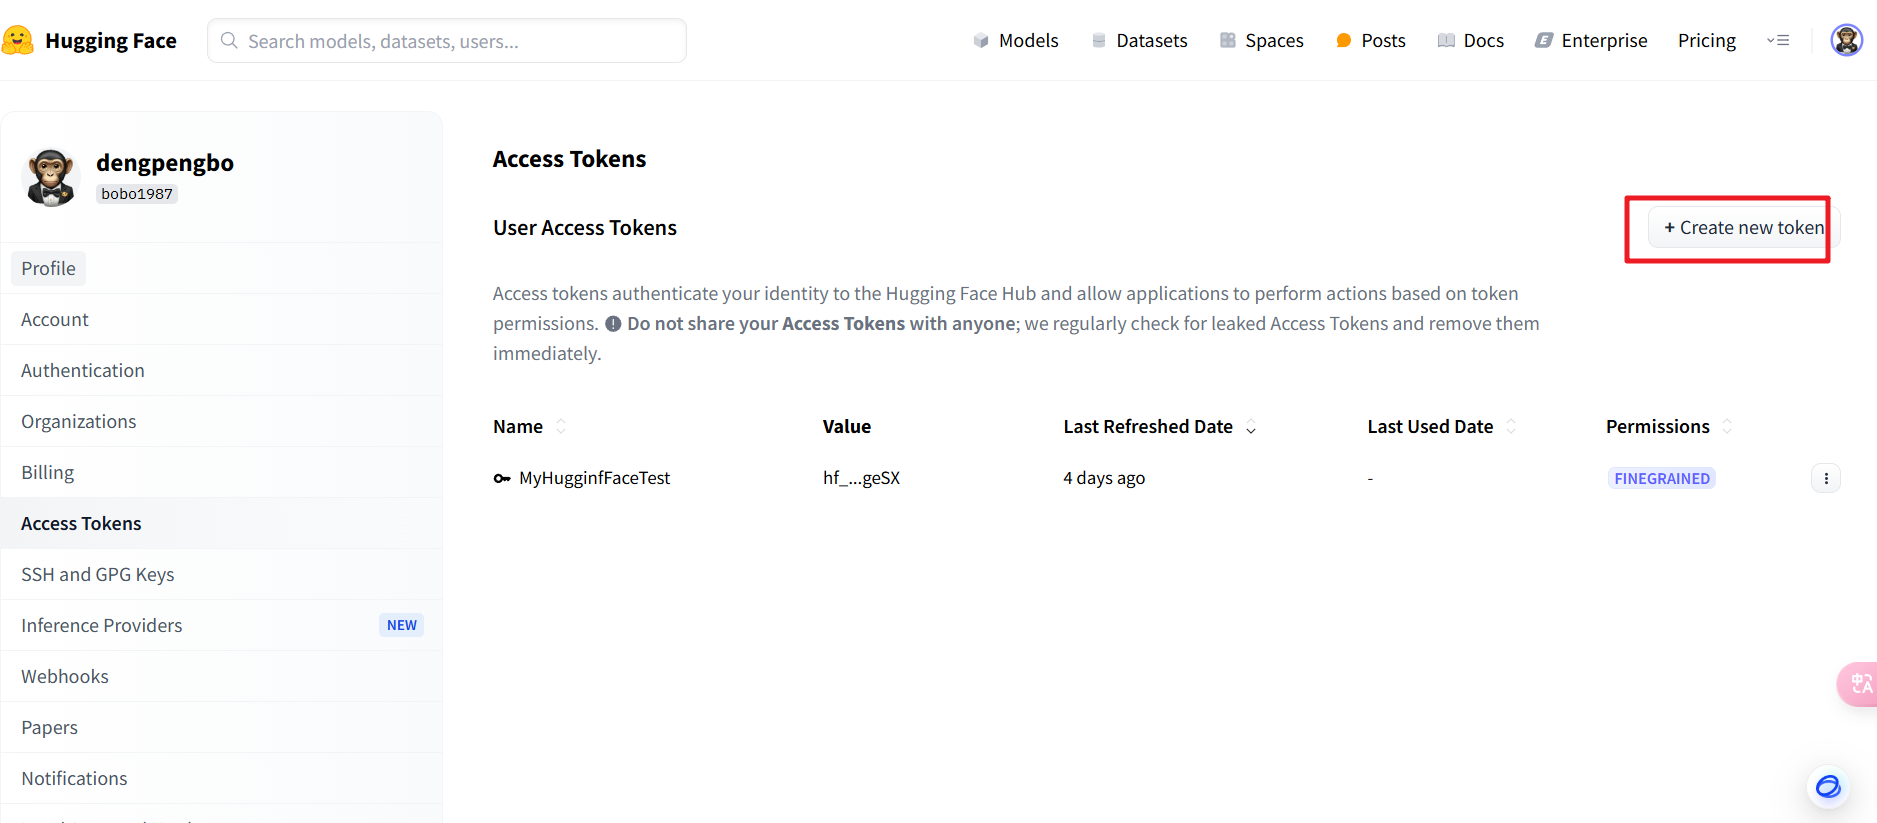 Hugging Face
Search models, datasets, users...
Models
Datasets
Spaces
Posts
Docs
Enterprise
Pricing
dengpengbo
bobo1987
Profile
Account
Authentication
Organizations
Billing
Access Tokens
SSH and GPG Keys
Inference Providers NEW
Webhooks
Papers
Notifications
Access Tokens
User Access Tokens
+ Create new token
Access tokens authenticate your identity to the Hugging Face Hub and allow applications to perform actions based on token
permissions. Do not share your Access Tokens with anyone; we regularly check for leaked Access Tokens and remove them
immediately.
Name Value Last Refreshed Date Last Used Date Permissions
MyHugginfFaceTest hf_...geSX 4 days ago - FINEGRAINED
中A